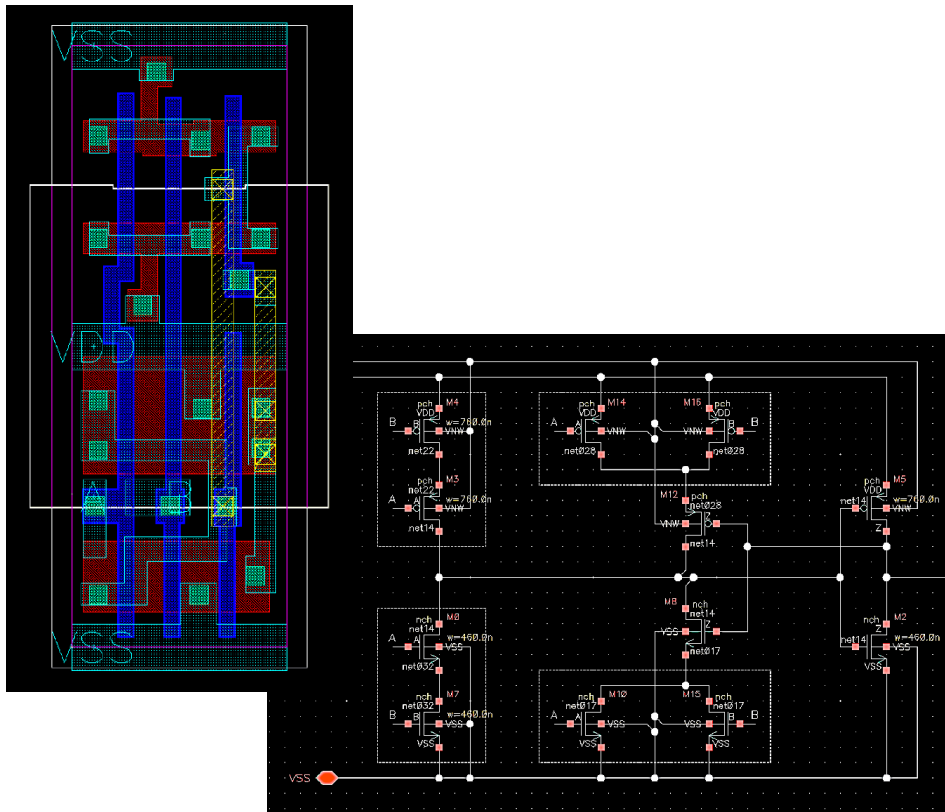 VSS
VDD
A B
VSS
M4
pch
VDD
B B w=760.0n
VNW
net22
M3
net22
pch
A A w=760.0n
VNW
net14
M14
pch
VDD
A A
VNW
net028
M16
pch
VDD
VNW B B
net028
M12
pch
net028
VNW
net14
M5
pch
VDD
net14 w=760.0n
VNW
Z
M0
nch
net14
A A w=460.0n
VSS
net032
M7
nch
net032
B B w=460.0n
VSS
VSS
M8
nch
net14
VSS Z
net017
M10
nch
net017
A A
VSS
VSS
M15
nch
net017
VSS B B
VSS
M2
nch
Z
net14 w=460.0n
VSS
VSS
VSS